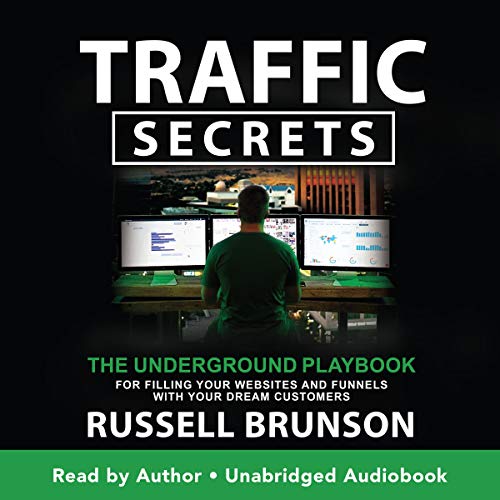 TRAFFIC
SECRETS
THE UNDERGROUND PLAYBOOK
FOR FILLING YOUR WEBSITES AND FUNNELS
WITH YOUR DREAM CUSTOMERS
RUSSELL BRUNSON
Read by Author • Unabridged Audiobook